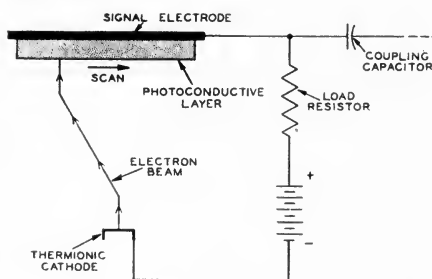 SIGNAL ELECTRODE
SCAN
PHOTOCONDUCTIVE
LAYER
COUPLING
CAPACITOR
LOAD
RESISTOR
ELECTRON
BEAM
+
-
THERMIONIC
CATHODE